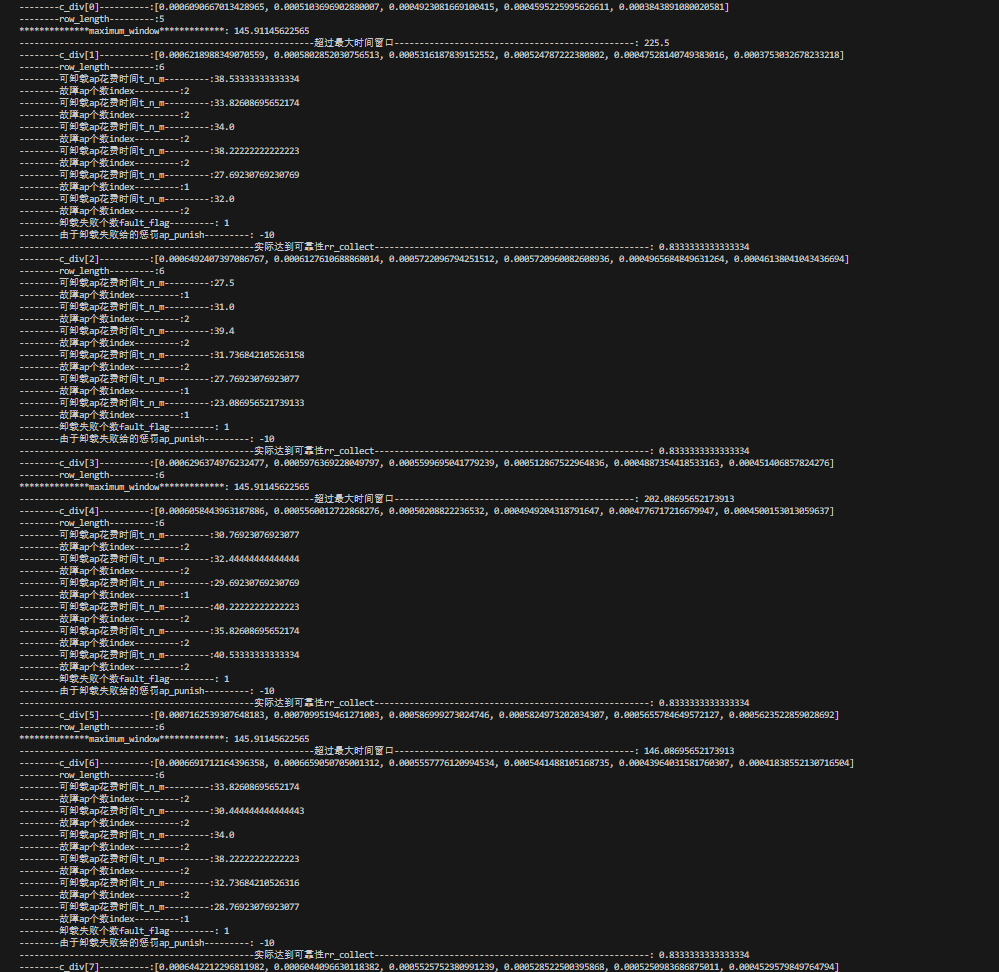 --------c_div[0]----------:[0.0006090667013428965, 0.0005103696902880007, 0.0004923081669100415, 0.0004595225995626611, 0.0003843891080020581]
--------row_length---------:5
**************maximum_window*************: 145.91145622565
-----------------------------------------------------------超过最大时间窗口------------------------------------------------: 225.5
--------c_div[1]----------:[0.0006218988349070559, 0.0005802852030756513, 0.0005316187839152552, 0.000524787222380802, 0.00047528140749383016, 0.0003753032678233218]
--------row_length---------:6
--------可卸载ap花费时间t_n_m---------:38.53333333333334
--------故障ap个数index---------:2
--------可卸载ap花费时间t_n_m---------:33.82608695652174
--------故障ap个数index---------:2
--------可卸载ap花费时间t_n_m---------:34.0
--------故障ap个数index---------:2
--------可卸载ap花费时间t_n_m---------:38.22222222222223
--------故障ap个数index---------:2
--------可卸载ap花费时间t_n_m---------:27.69230769230769
--------故障ap个数index---------:1
--------可卸载ap花费时间t_n_m---------:32.0
--------故障ap个数index---------:2
--------卸载失败个数fault_flag---------: 1
--------由于卸载失败给的惩罚ap_punish---------: -10
-----------------------------------------------实际达到可靠性rr_collect-------------------------------------------------------: 0.8333333333333334
--------c_div[2]----------:[0.0006492407397086767, 0.0006127610688868014, 0.0005722096794251512, 0.0005720960082608936, 0.0004965684849631264, 0.00046138041043436694]
--------row_length---------:6
--------可卸载ap花费时间t_n_m---------:27.5
--------故障ap个数index---------:1
--------可卸载ap花费时间t_n_m---------:31.0
--------故障ap个数index---------:2
--------可卸载ap花费时间t_n_m---------:39.4
--------故障ap个数index---------:2
--------可卸载ap花费时间t_n_m---------:31.736842105263158
--------故障ap个数index---------:2
--------可卸载ap花费时间t_n_m---------:27.76923076923077
--------故障ap个数index---------:1
--------可卸载ap花费时间t_n_m---------:23.086956521739133
--------故障ap个数index---------:1
--------卸载失败个数fault_flag---------: 1
--------由于卸载失败给的惩罚ap_punish---------: -10
-----------------------------------------------实际达到可靠性rr_collect-------------------------------------------------------: 0.8333333333333334
--------c_div[3]----------:[0.0006296374976232477, 0.0005976369228049797, 0.0005599695041779239, 0.000512867522964836, 0.0004887354418533163, 0.000451406857824276]
--------row_length---------:6
**************maximum_window*************: 145.91145622565
-----------------------------------------------------------超过最大时间窗口------------------------------------------------: 202.08695652173913
--------c_div[4]----------:[0.0006058443963187886, 0.0005560012722868276, 0.00050208822236532, 0.0004949204318791647, 0.0004776717216679947, 0.0004500153013059637]
--------row_length---------:6
--------可卸载ap花费时间t_n_m---------:30.76923076923077
--------故障ap个数index---------:2
--------可卸载ap花费时间t_n_m---------:32.44444444444444
--------故障ap个数index---------:2
--------可卸载ap花费时间t_n_m---------:29.69230769230769
--------故障ap个数index---------:1
--------可卸载ap花费时间t_n_m---------:40.22222222222223
--------故障ap个数index---------:2
--------可卸载ap花费时间t_n_m---------:35.82608695652174
--------故障ap个数index---------:2
--------可卸载ap花费时间t_n_m---------:40.53333333333334
--------故障ap个数index---------:2
--------卸载失败个数fault_flag---------: 1
--------由于卸载失败给的惩罚ap_punish---------: -10
-----------------------------------------------实际达到可靠性rr_collect-------------------------------------------------------: 0.8333333333333334
--------c_div[5]----------:[0.0007162539307648183, 0.0007099519461271003, 0.000586999273024746, 0.0005824973202034307, 0.0005655784649572127, 0.0005623522859028692]
--------row_length---------:6
**************maximum_window*************: 145.91145622565
-----------------------------------------------------------超过最大时间窗口------------------------------------------------: 146.08695652173913
--------c_div[6]----------:[0.0006691712164396358, 0.0006659050705001312, 0.0005557776120994534, 0.0005441488105168735, 0.00043964031581760307, 0.00041838552130716504]
--------row_length---------:6
--------可卸载ap花费时间t_n_m---------:33.82608695652174
--------故障ap个数index---------:2
--------可卸载ap花费时间t_n_m---------:30.444444444444443
--------故障ap个数index---------:2
--------可卸载ap花费时间t_n_m---------:34.0
--------故障ap个数index---------:2
--------可卸载ap花费时间t_n_m---------:38.22222222222223
--------故障ap个数index---------:2
--------可卸载ap花费时间t_n_m---------:32.73684210526316
--------故障ap个数index---------:2
--------可卸载ap花费时间t_n_m---------:28.76923076923077
--------故障ap个数index---------:1
--------卸载失败个数fault_flag---------: 1
--------由于卸载失败给的惩罚ap_punish---------: -10
-----------------------------------------------实际达到可靠性rr_collect-------------------------------------------------------: 0.8333333333333334
--------c_div[7]----------:[0.0006442212296811982, 0.0006044096630118382, 0.0005525752380991239, 0.000528522500395868, 0.0005250983686875011, 0.0004529579849764794]